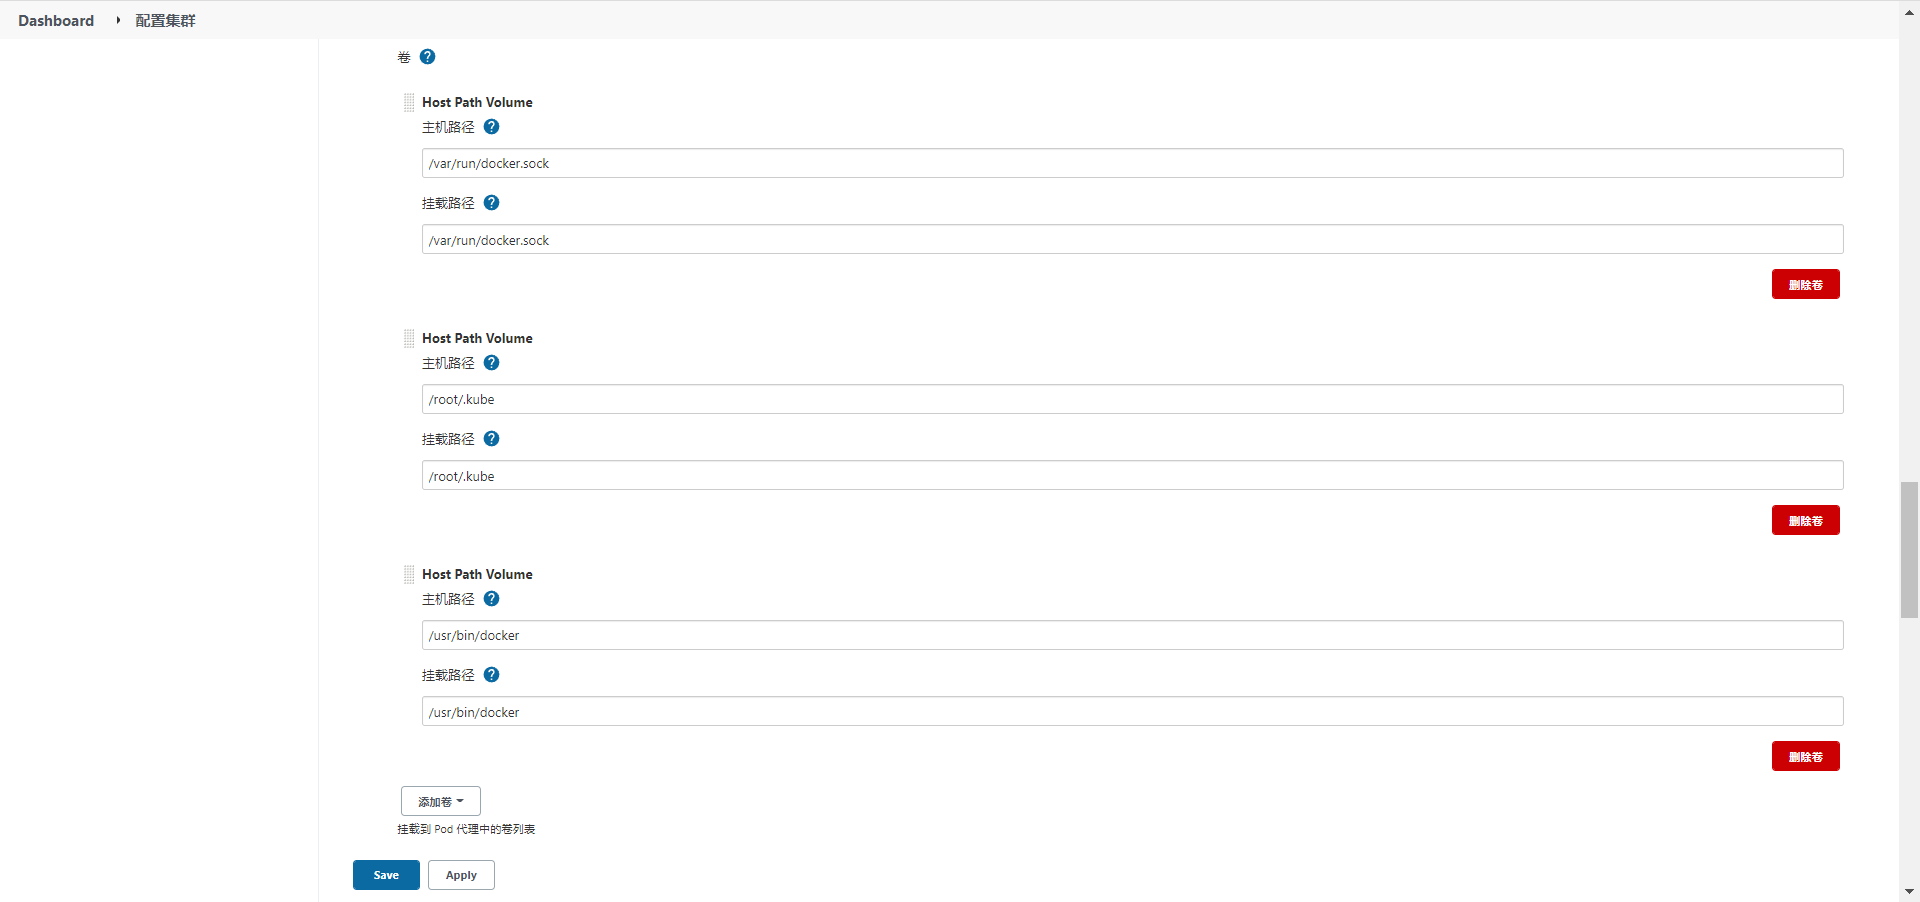 Dashboard 配置集群
卷 ?
Host Path Volume
主机路径 ?
/var/run/docker.sock
挂载路径 ?
/var/run/docker.sock
删除卷
Host Path Volume
主机路径 ?
/root/.kube
挂载路径 ?
/root/.kube
删除卷
Host Path Volume
主机路径 ?
/usr/bin/docker
挂载路径 ?
/usr/bin/docker
删除卷
添加卷
挂载到 Pod 代理中的卷列表
Save Apply